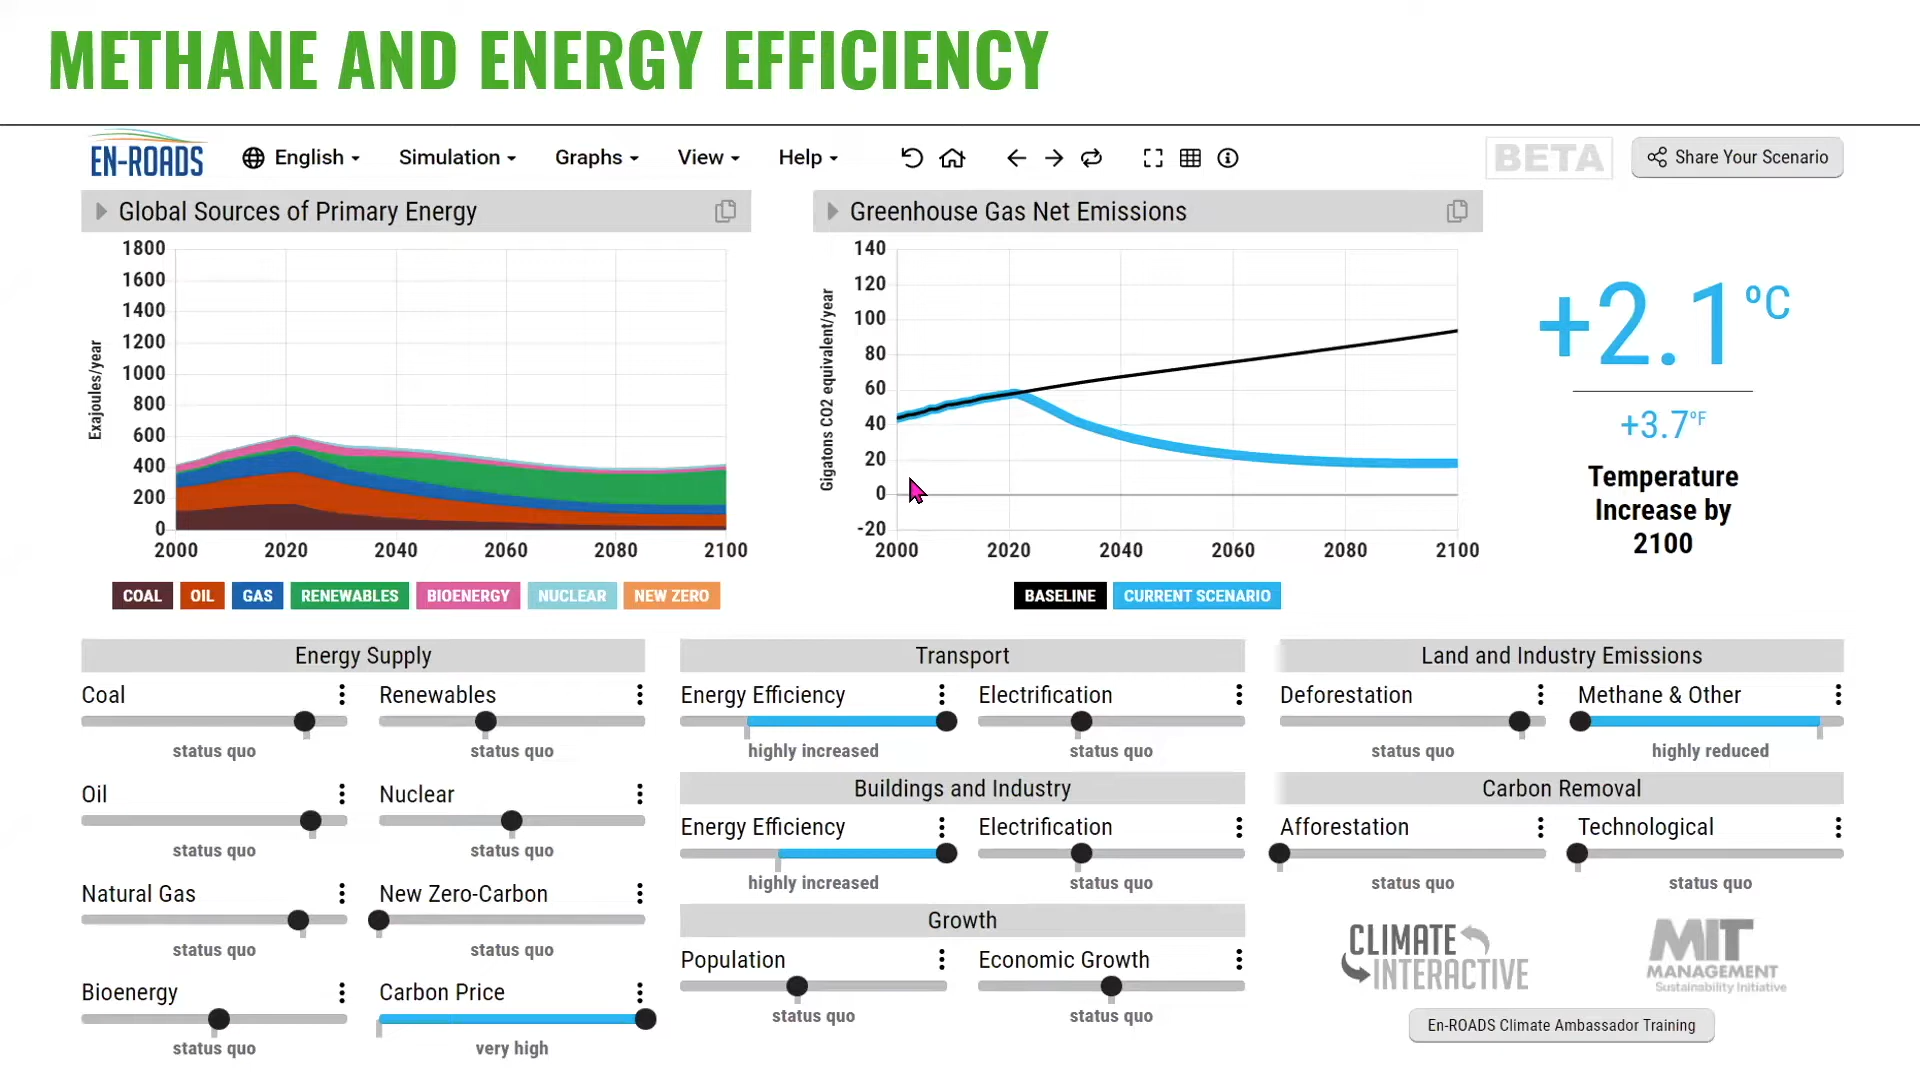 METHANE AND ENERGY EFFICIENCY
EN-ROADS
English
Simulation
Graphs
View
Help
BETA
Share Your Scenario
Global Sources of Primary Energy
1800
1600
1400
1200
1000
800
600
400
200
0
Exajoules/year
2000 2020 2040 2060 2080 2100
COAL OIL GAS RENEWABLES BIOENERGY NUCLEAR NEW ZERO
Greenhouse Gas Net Emissions
140
120
100
80
60
40
20
0
-20
Gigatons CO2 equivalent/year
2000 2020 2040 2060 2080 2100
BASELINE CURRENT SCENARIO
+2.1 ºC
+3.7 ºF
Temperature
Increase by
2100
Energy Supply
Coal
status quo
Renewables
status quo
Oil
status quo
Nuclear
status quo
Natural Gas
status quo
New Zero-Carbon
status quo
Bioenergy
status quo
Carbon Price
very high
Transport
Energy Efficiency
highly increased
Electrification
status quo
Buildings and Industry
Energy Efficiency
highly increased
Electrification
status quo
Growth
Population
status quo
Economic Growth
status quo
Land and Industry Emissions
Deforestation
status quo
Methane & Other
highly reduced
Carbon Removal
Afforestation
status quo
Technological
status quo
CLIMATE
INTERACTIVE
MIT
MANAGEMENT
Sustainability Initiative
En-ROADS Climate Ambassador Training